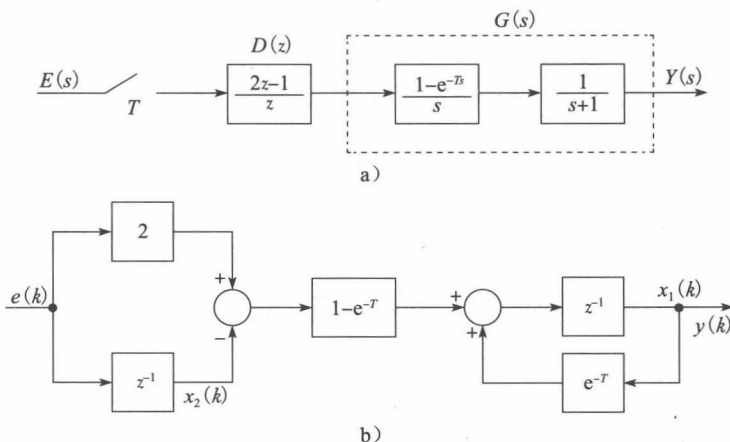 G(s)
D(z)
E(s)
T
2z-1
z
1-e^{-Ts}
s
1
s+1
Y(s)
a)
2
+
e(k)
−
1-e^{-T}
+
+
z^{-1}
x_1(k)
y(k)
z^{-1}
x_2(k)
e^{-T}
b)